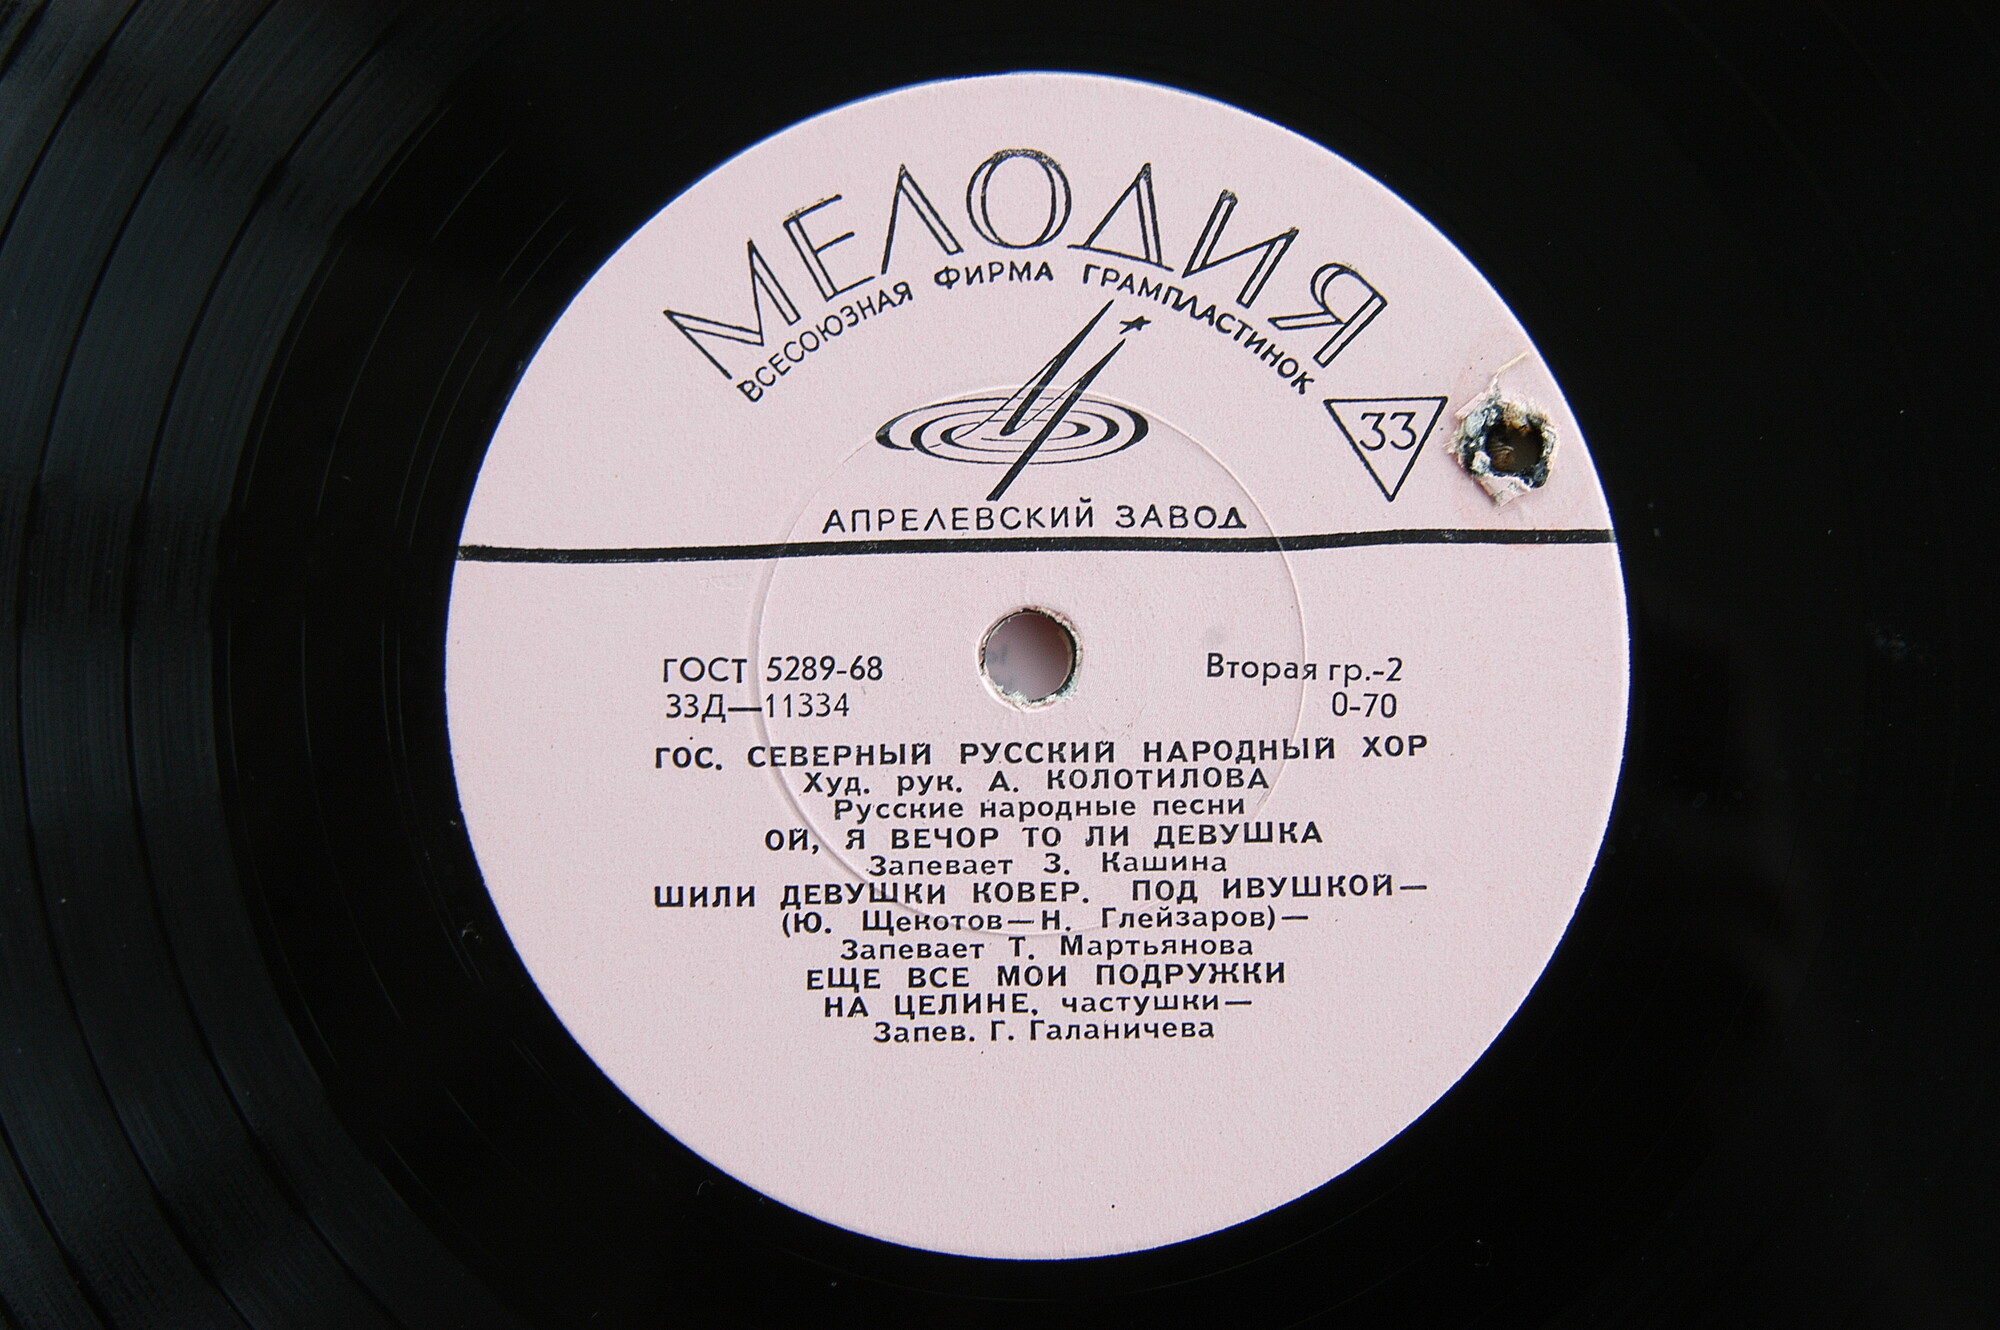 МЕЛОДИЯ
ВСЕСОЮЗНАЯ ФИРМА ГРАМПЛАСТИНОК
33
АПРЕЛЕВСКИЙ ЗАВОД
ГОСТ 5289-68
Вторая гр.-2
33Д—11334
0-70
ГОС. СЕВЕРНЫЙ РУССКИЙ НАРОДНЫЙ ХОР
Худ. рук. А. КОЛОТИЛОВА
Русские народные песни
ОЙ, Я ВЕЧОР ТО ЛИ ДЕВУШКА
Запевает З. Кашина
ШИЛИ ДЕВУШКИ КОВЕР. ПОД ИВУШКОЙ—
(Ю. Щекотов—Н. Глейзаров)—
Запевает Т. Мартьянова
ЕЩЕ ВСЕ МОИ ПОДРУЖКИ
НА ЦЕЛИНЕ, частушки—
Запев. Г. Галаничева